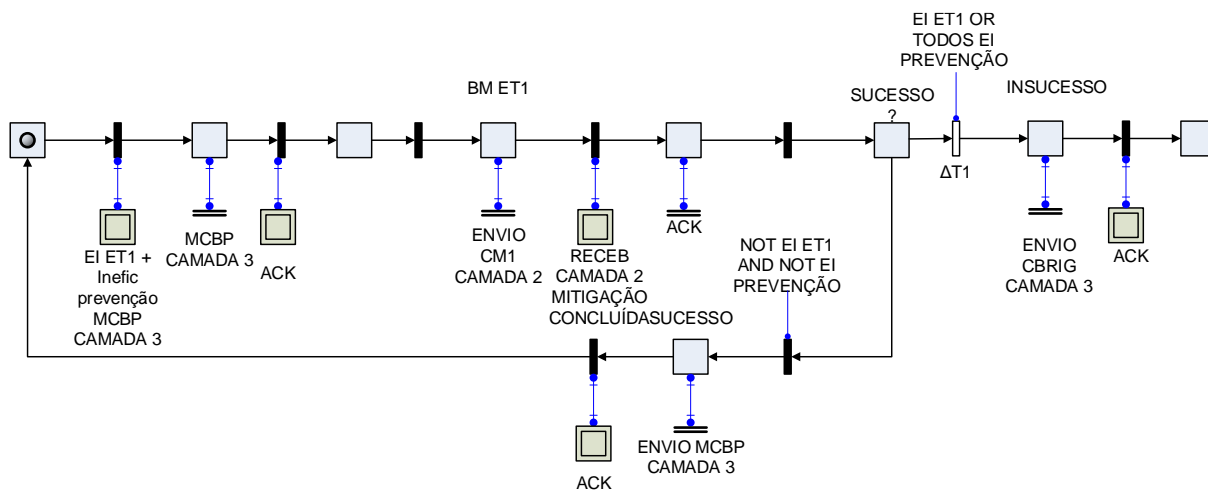 EI ET1 OR
TODOS EI
PREVENÇÃO
BM ET1
SUCESSO
?
INSUCESSO
ΔT1
EI ET1 +
Inefic
prevenção
MCBP
CAMADA 3
MCBP
CAMADA 3
ACK
ENVIO
CM1
CAMADA 2
RECEB
CAMADA 2
MITIGAÇÃO
CONCLUÍDA
ACK
NOT EI ET1
AND NOT EI
PREVENÇÃO
ENVIO
CBRIG
CAMADA 3
ACK
SUCESSO
ACK
ENVIO MCBP
CAMADA 3